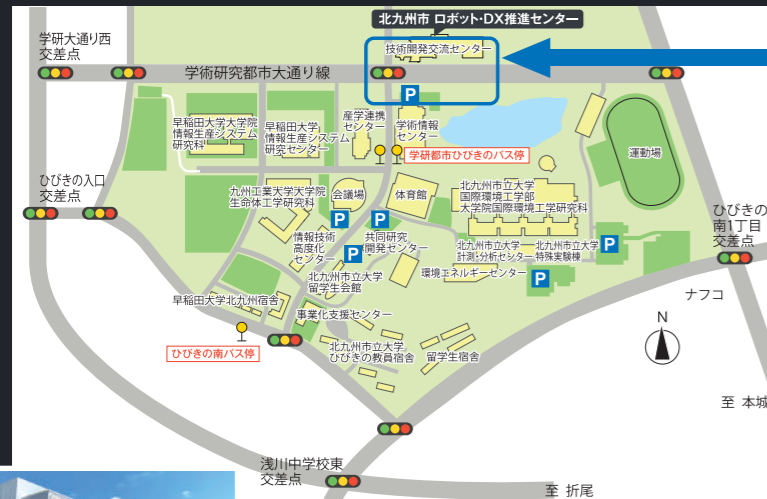 北九州市 ロボット・DX推進センター
学研大通り西
交差点
技術開発交流センター
学術研究都市大通り線
P
早稲田大学大学院
情報生産システム
研究科
早稲田大学
情報生産システム
研究センター
産学連携
センター
学術情報
センター
学研都市ひびきのバス停
運動場
ひびきの入口
交差点
九州工業大学大学院
生命体工学研究科
会議場
体育館
北九州市立大学
国際環境工学部
大学院国際環境工学研究科
P
P
ひびきの
南1丁目
交差点
情報技術
高度化
センター
P
共同研究
開発センター
北九州市立大学
計測・分析センター
北九州市立大学
特殊実験棟
P
北九州市立大学
留学生会館
環境エネルギーセンター
P
早稲田大学北九州宿舎
事業化支援センター
ナフコ
N
ひびきの南バス停
北九州市立大学
ひびきの教員宿舎
留学生宿舎
至 本城
浅川中学校東
交差点
至 折尾